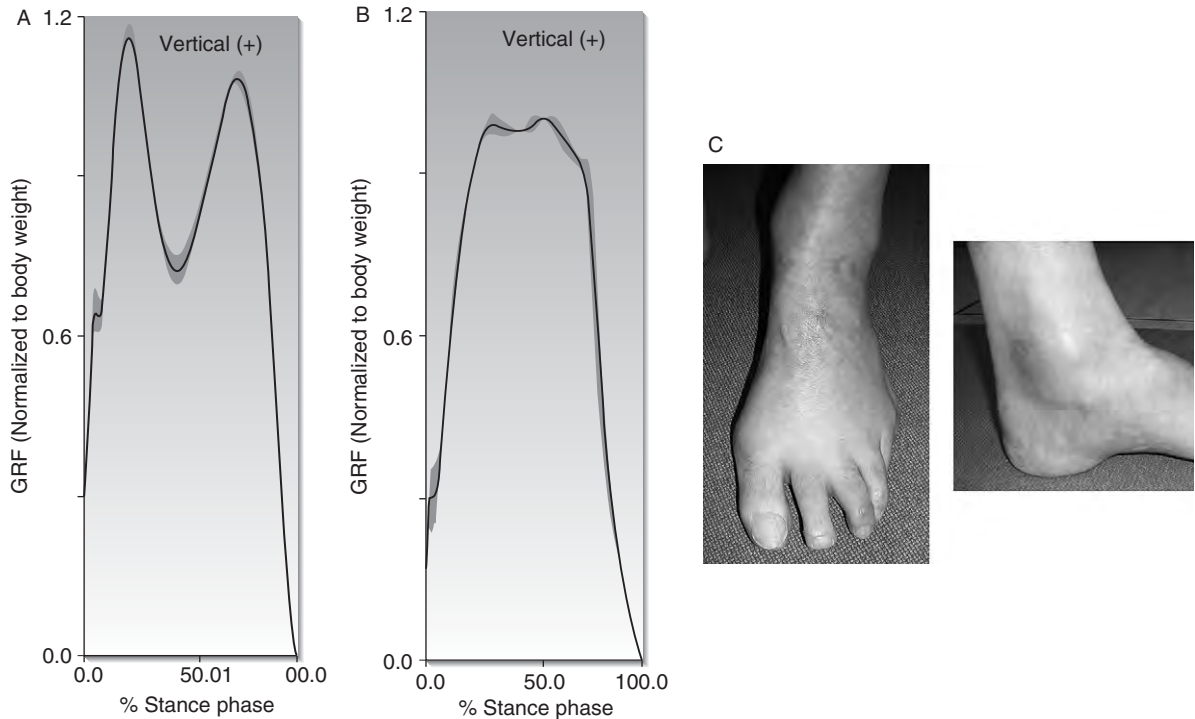 A
1.2
Vertical (+)
0.6
0.0
GRF (Normalized to body weight)
0.0
50.01
00.0
% Stance phase
B
1.2
Vertical (+)
0.6
0.0
GRF (Normalized to body weight)
0.0
50.0
100.0
% Stance phase
C